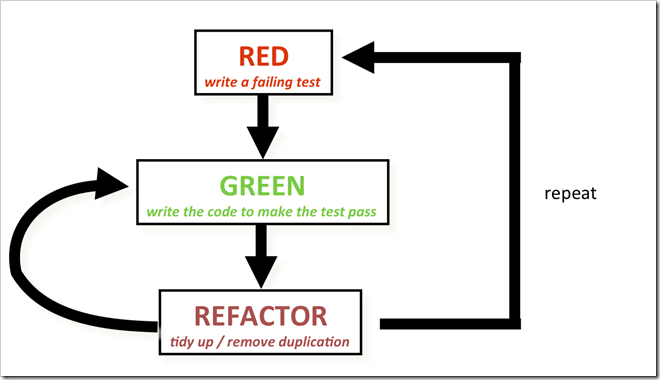 RED
write a failing test
GREEN
write the code to make the test pass
repeat
REFACTOR
tidy up / remove duplication